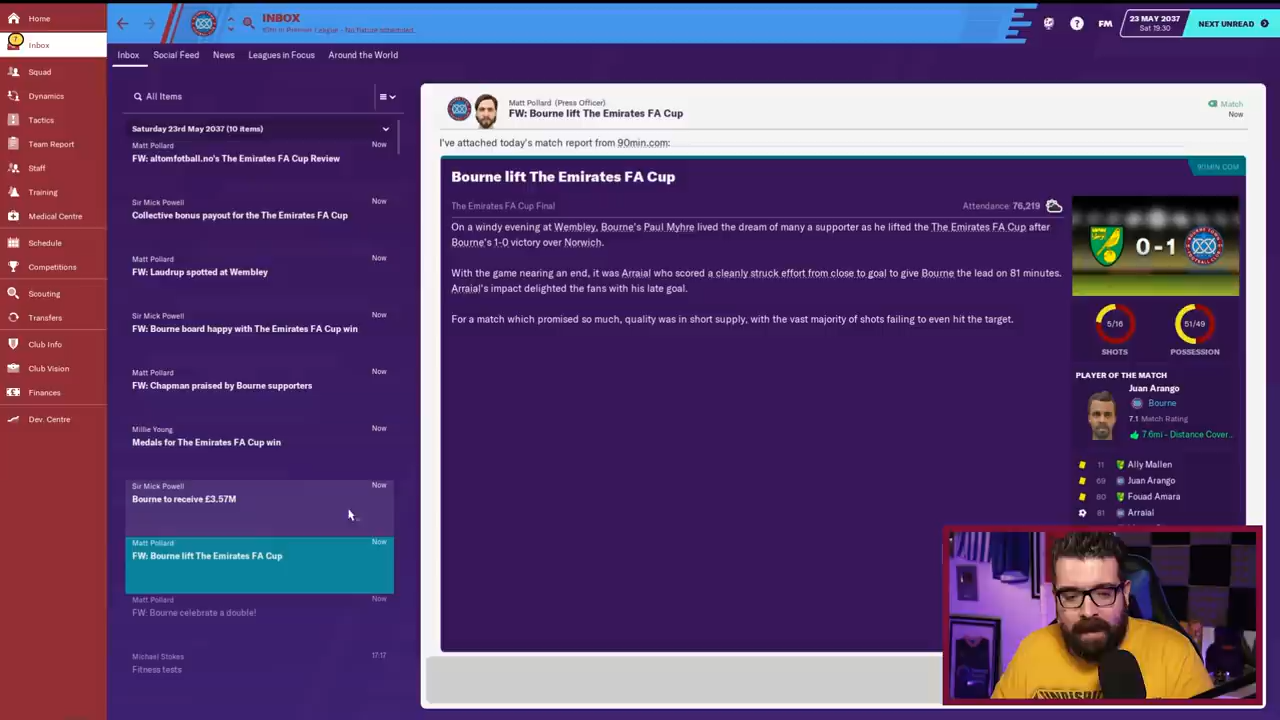 Home
INBOX
FM
23 MAY 2037
Sat 19:30
NEXT UNREAD
7
Inbox
Squad
Dynamics
Tactics
Team Report
Staff
Training
Medical Centre
Schedule
Competitions
Scouting
Transfers
Club Info
Club Vision
Finances
Dev. Centre
Inbox Social Feed News Leagues in Focus Around the World
All Items
Saturday 23rd May 2037 (10 items)
Matt Pollard Now
FW: altomfotball.no's The Emirates FA Cup Review
Sir Mick Powell Now
Collective bonus payout for the The Emirates FA Cup
Matt Pollard Now
FW: Laudrup spotted at Wembley
Sir Mick Powell Now
FW: Bourne board happy with The Emirates FA Cup win
Matt Pollard Now
FW: Chapman praised by Bourne supporters
Millie Young Now
Medals for The Emirates FA Cup win
Sir Mick Powell Now
Bourne to receive £3.57M
Matt Pollard Now
FW: Bourne lift The Emirates FA Cup
Matt Pollard Now
FW: Bourne celebrate a double!
Michael Stokes 17:17
Fitness tests
Matt Pollard (Press Officer)
FW: Bourne lift The Emirates FA Cup
Match
Now
I've attached today's match report from 90min.com:
90MIN.COM
Bourne lift The Emirates FA Cup
The Emirates FA Cup Final Attendance: 76,219
On a windy evening at Wembley, Bourne's Paul Myhre lived the dream of many a supporter as he lifted the The Emirates FA Cup after
Bourne's 1-0 victory over Norwich.
With the game nearing an end, it was Arraial who scored a cleanly struck effort from close to goal to give Bourne the lead on 81 minutes.
Arraial's impact delighted the fans with his late goal.
For a match which promised so much, quality was in short supply, with the vast majority of shots failing to even hit the target.
0-1
5/16 51/49
SHOTS POSSESSION
PLAYER OF THE MATCH
Juan Arango
Bourne
7.1 Match Rating
7.6mi - Distance Cover...
11 Ally Mallen
69 Juan Arango
80 Fouad Amara
81 Arraial